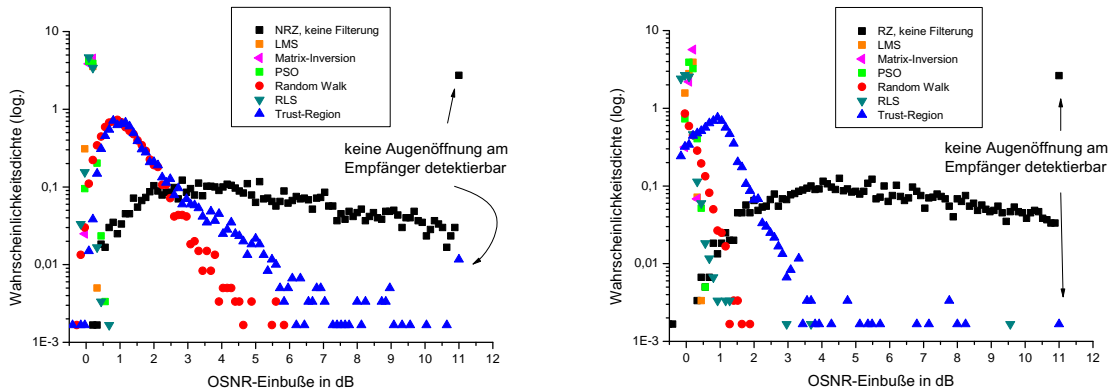 Wahrscheinlichkeitsdichte (log.)
10
1
0,1
0,01
1E-3
NRZ, keine Filterung
LMS
Matrix-Inversion
PSO
Random Walk
RLS
Trust-Region
keine Augenöffnung am
Empfänger detektierbar
0 1 2 3 4 5 6 7 8 9 10 11 12
OSNR-Einbuße in dB
Wahrscheinlichkeitsdichte (log.)
10
1
0,1
0,01
1E-3
RZ, keine Filterung
LMS
Matrix-Inversion
PSO
Random Walk
RLS
Trust-Region
keine Augenöffnung am
Empfänger detektierbar
0 1 2 3 4 5 6 7 8 9 10 11 12
OSNR-Einbuße in dB